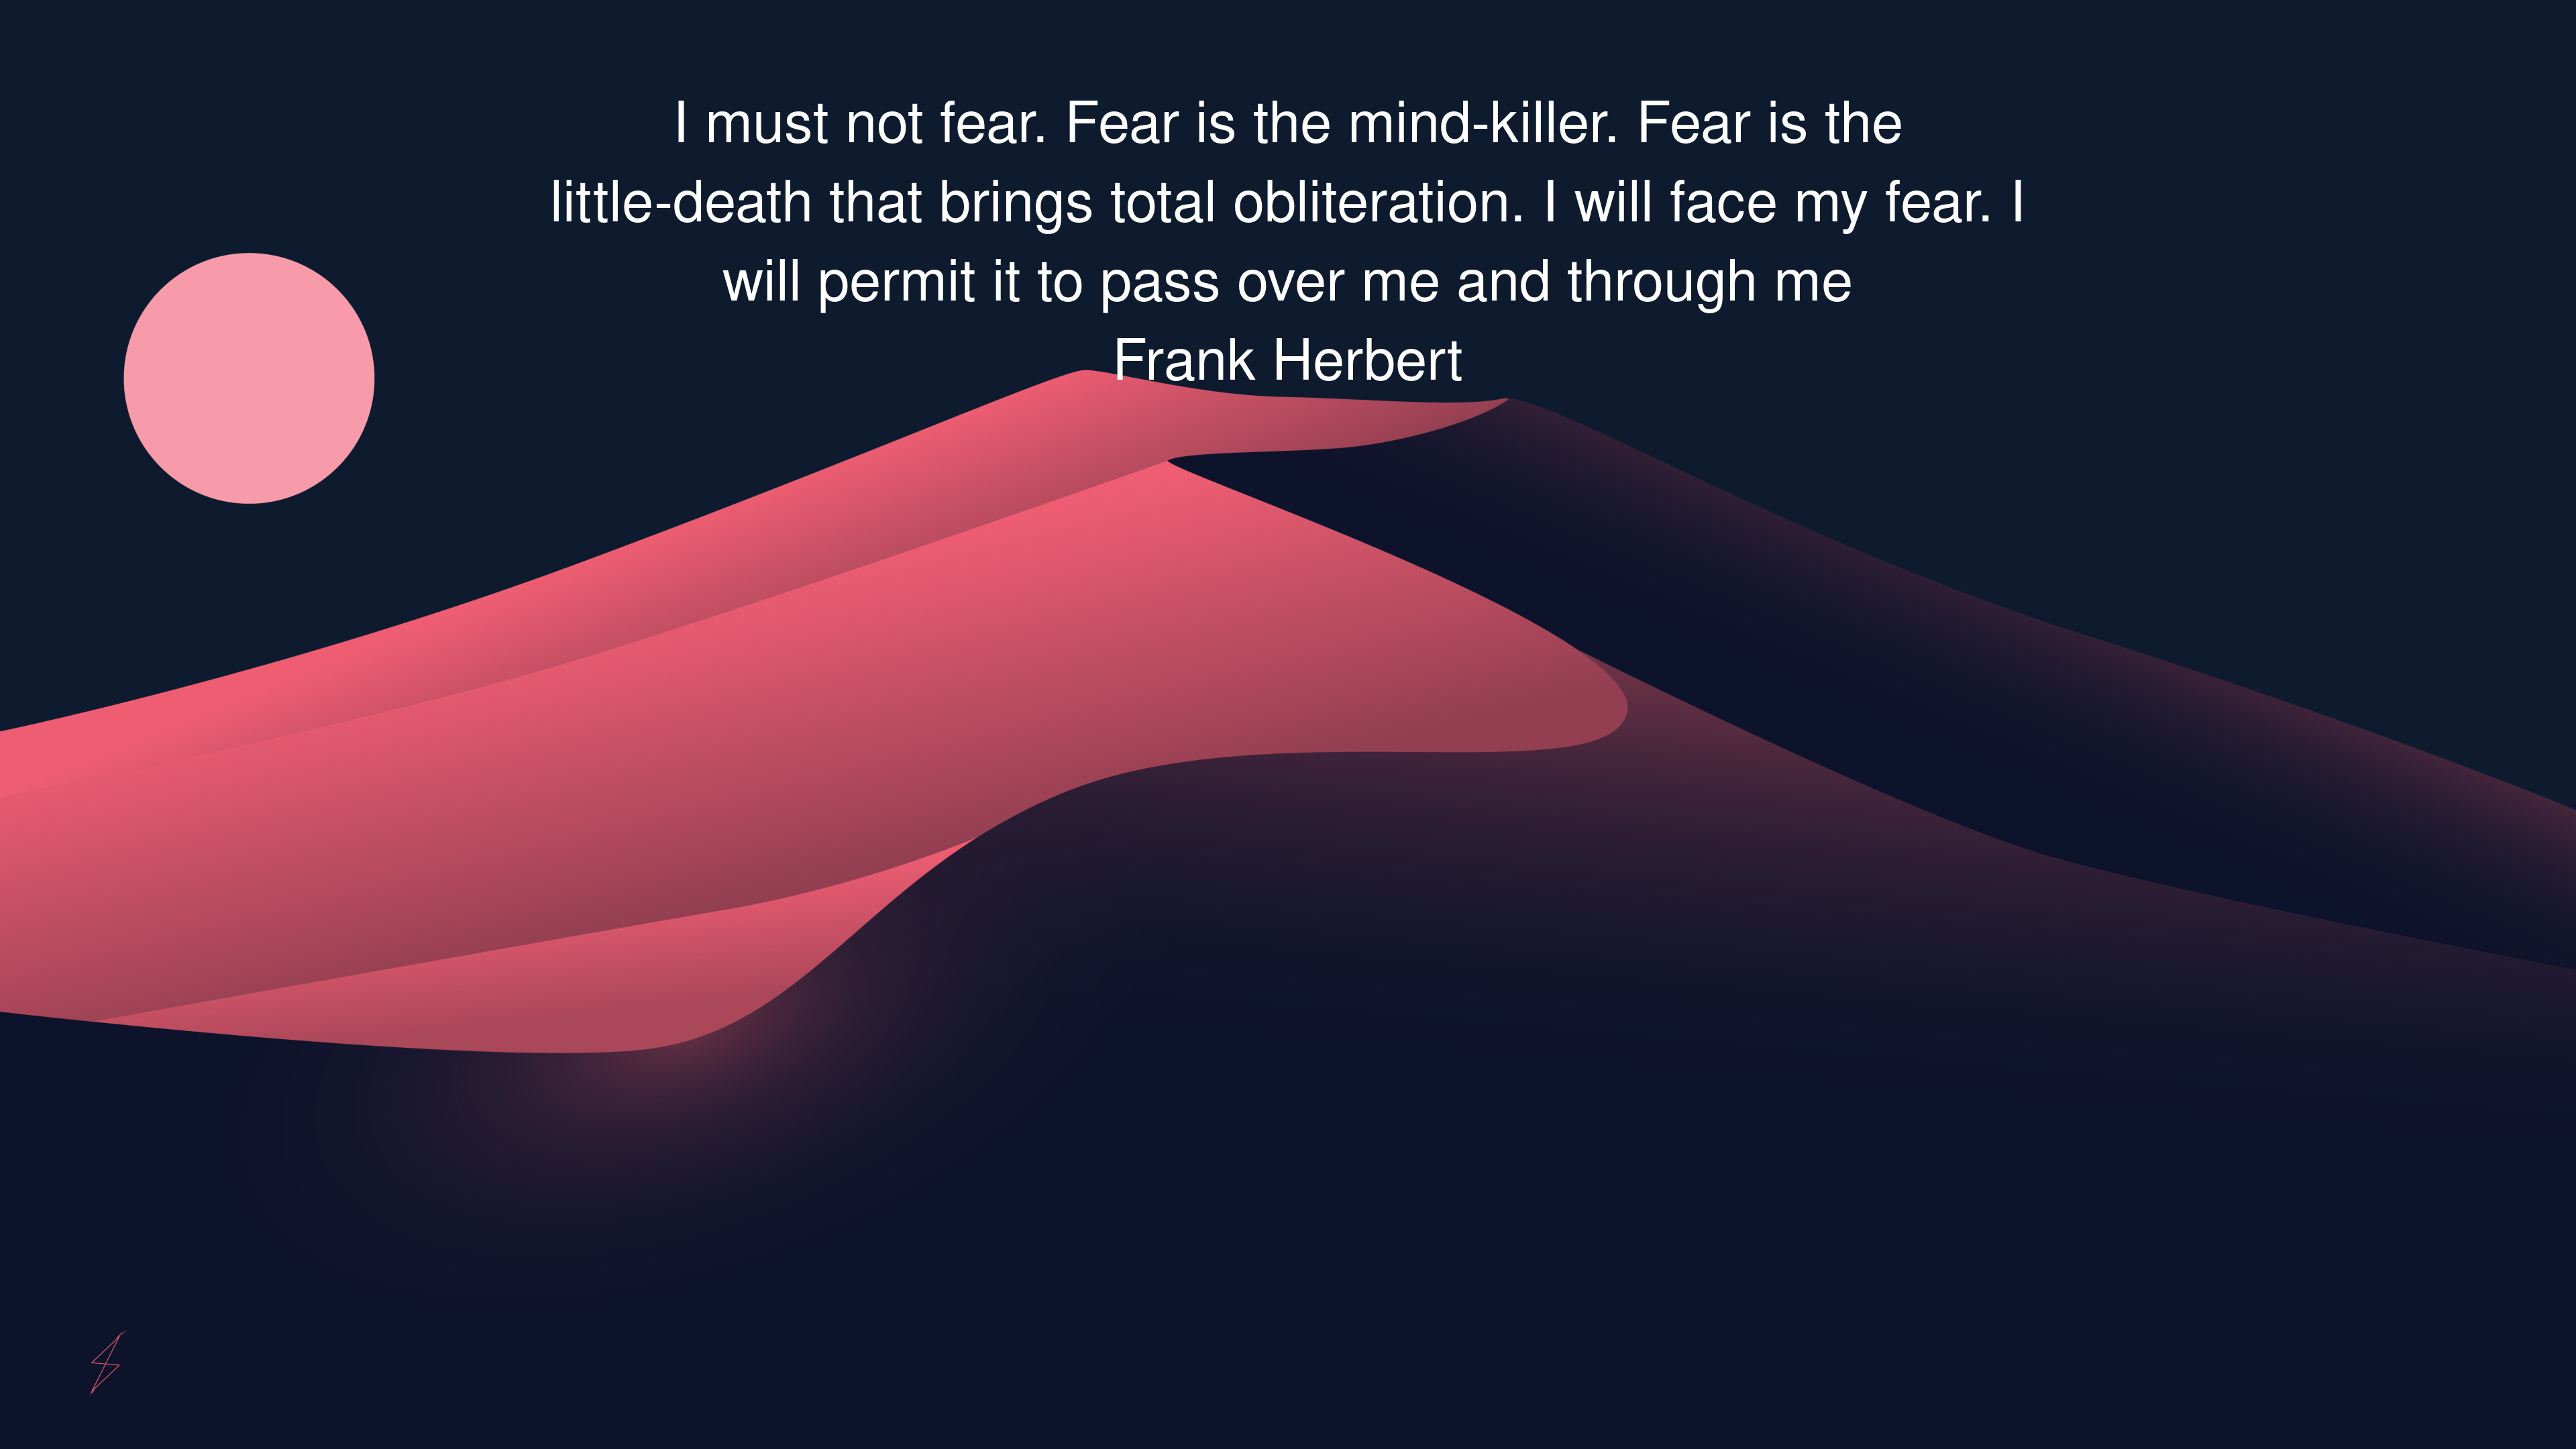 I must not fear. Fear is the mind-killer. Fear is the
little-death that brings total obliteration. I will face my fear. I
will permit it to pass over me and through me
Frank Herbert